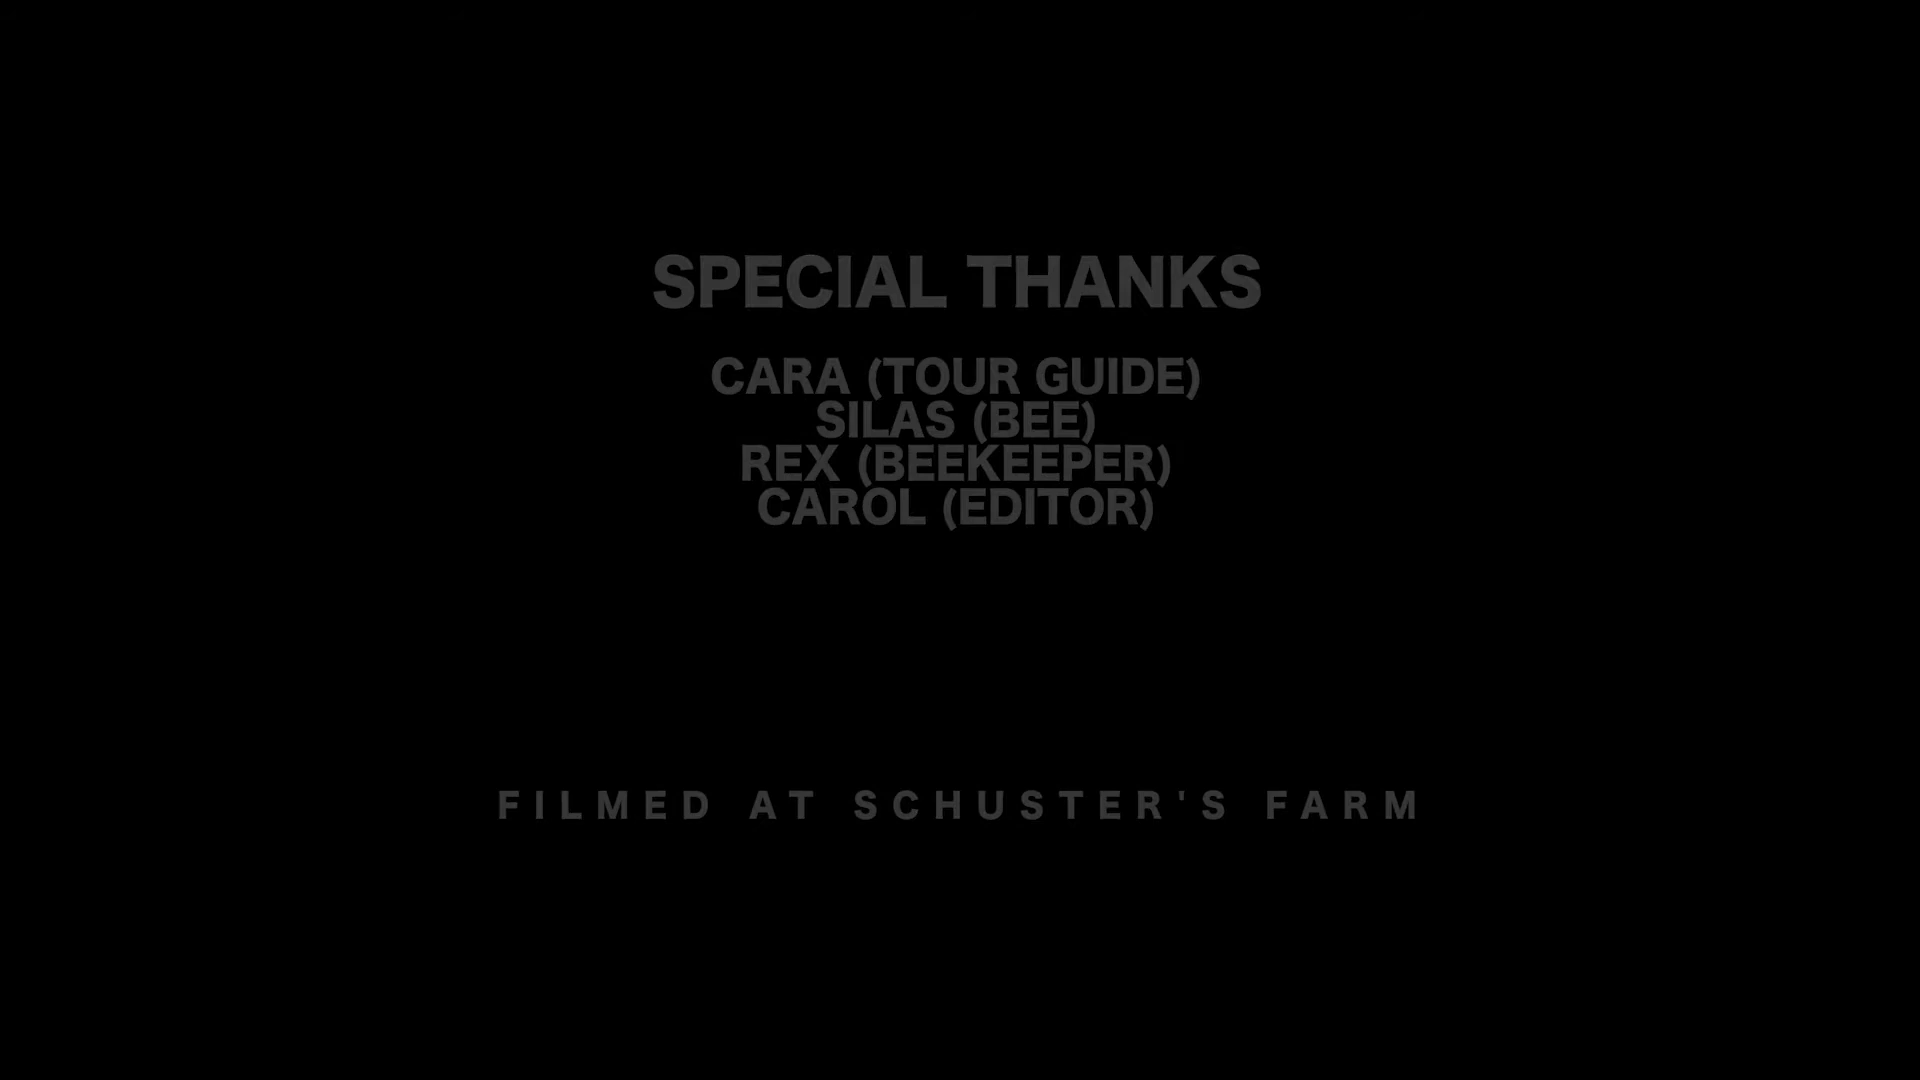 SPECIAL THANKS
CARA (TOUR GUIDE)
SILAS (BEE)
REX (BEEKEEPER)
CAROL (EDITOR)
FILMED AT SCHUSTER'S FARM